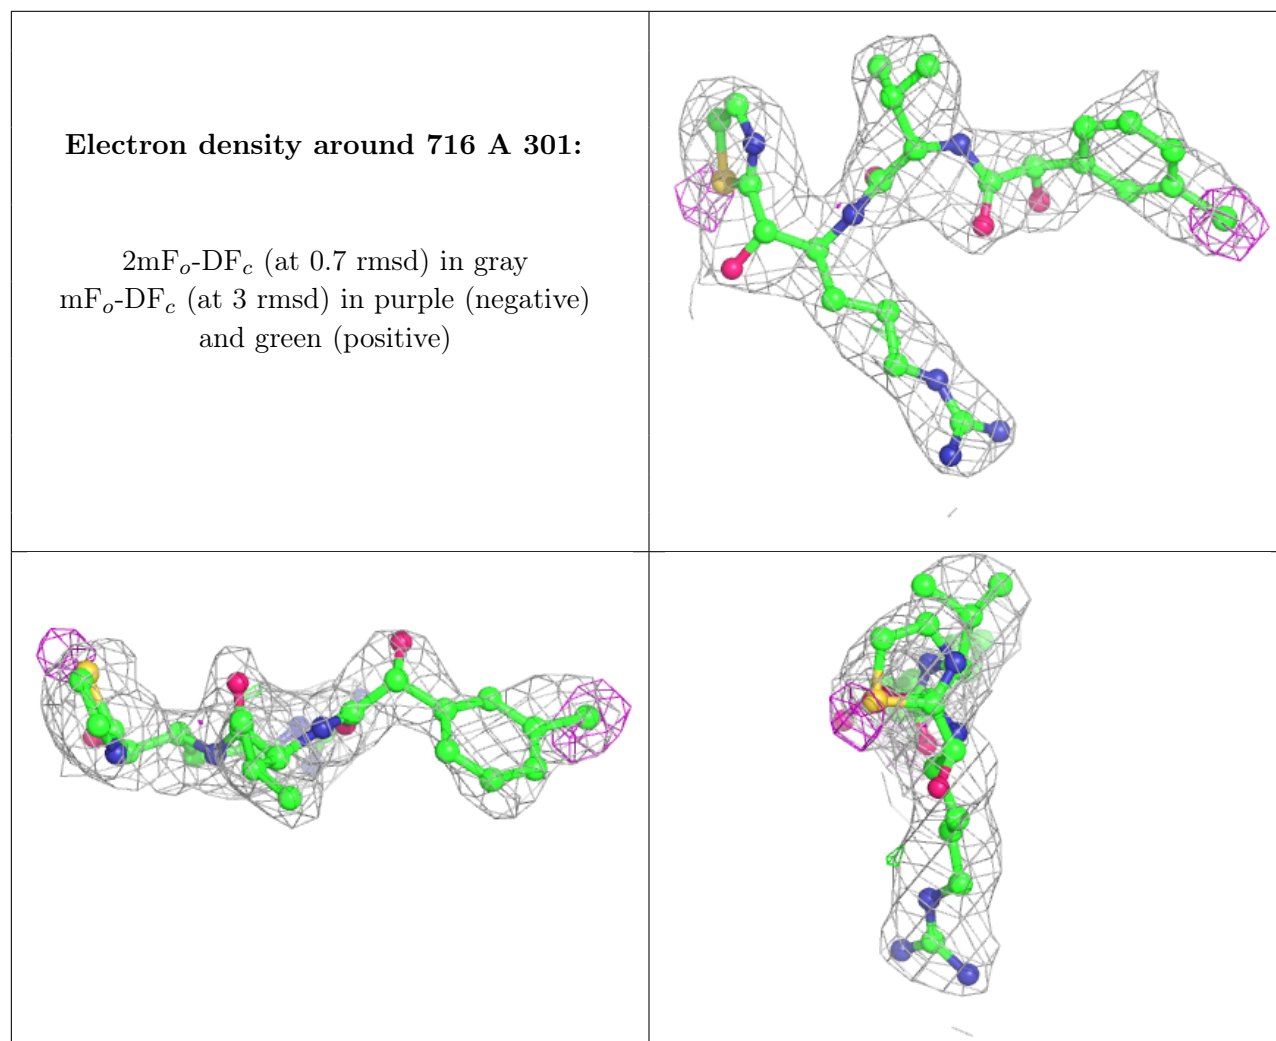 Electron density around 716 A 301:
2mFo-DFc (at 0.7 rmsd) in gray
mFo-DFc (at 3 rmsd) in purple (negative)
and green (positive)